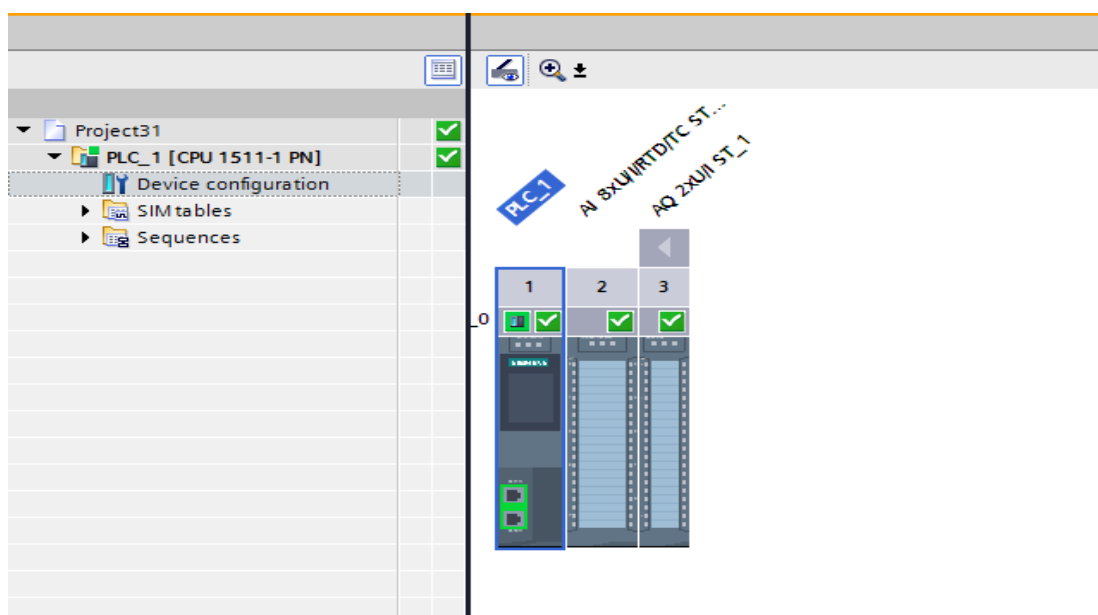 Project31
PLC_1 [CPU 1511-1 PN]
Device configuration
SIM tables
Sequences
PLC_1
AI 8xU/I/RTD/TC ST...
AQ 2xU/I ST_1
1
2
3
_0
SIEMENS